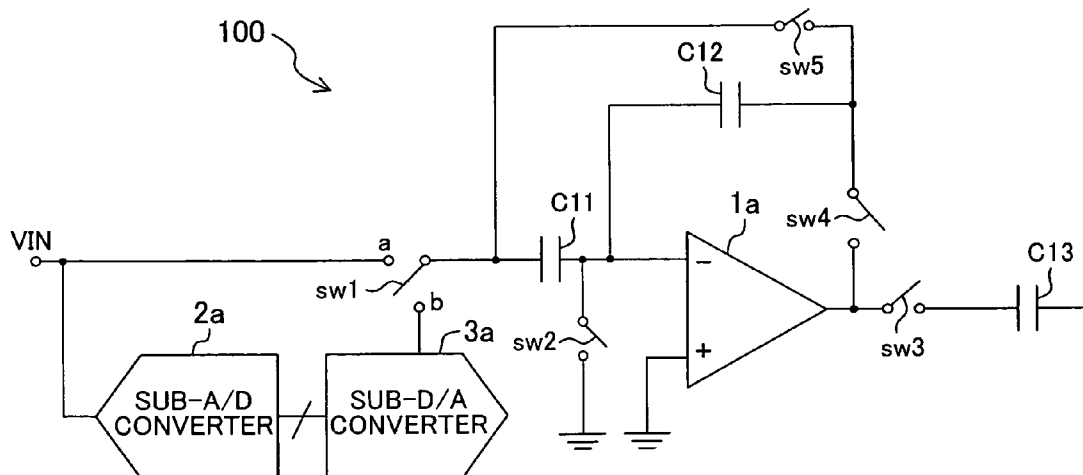 100
sw5
C12
sw4
C11
1a
VIN
a
sw1
b
sw2
−
+
sw3
C13
2a
3a
SUB-A/D
CONVERTER
SUB-D/A
CONVERTER